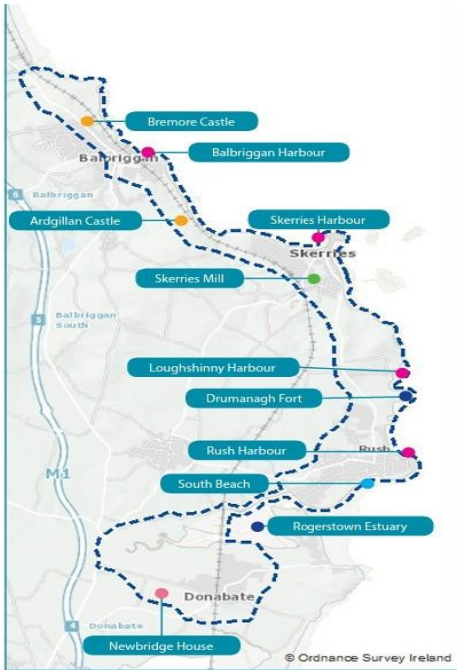 Bremore Castle
Balbriggan
Balbriggan Harbour
6 Balbriggan
Ardgillan Castle
Skerries Harbour
Skerries
Skerries Mill
3 Balbriggan
South
Loughshinny Harbour
Drumanagh Fort
Rush Harbour
Rush
M1
South Beach
Rogerstown Estuary
Donabate
4 Donabate
Newbridge House
© Ordnance Survey Ireland